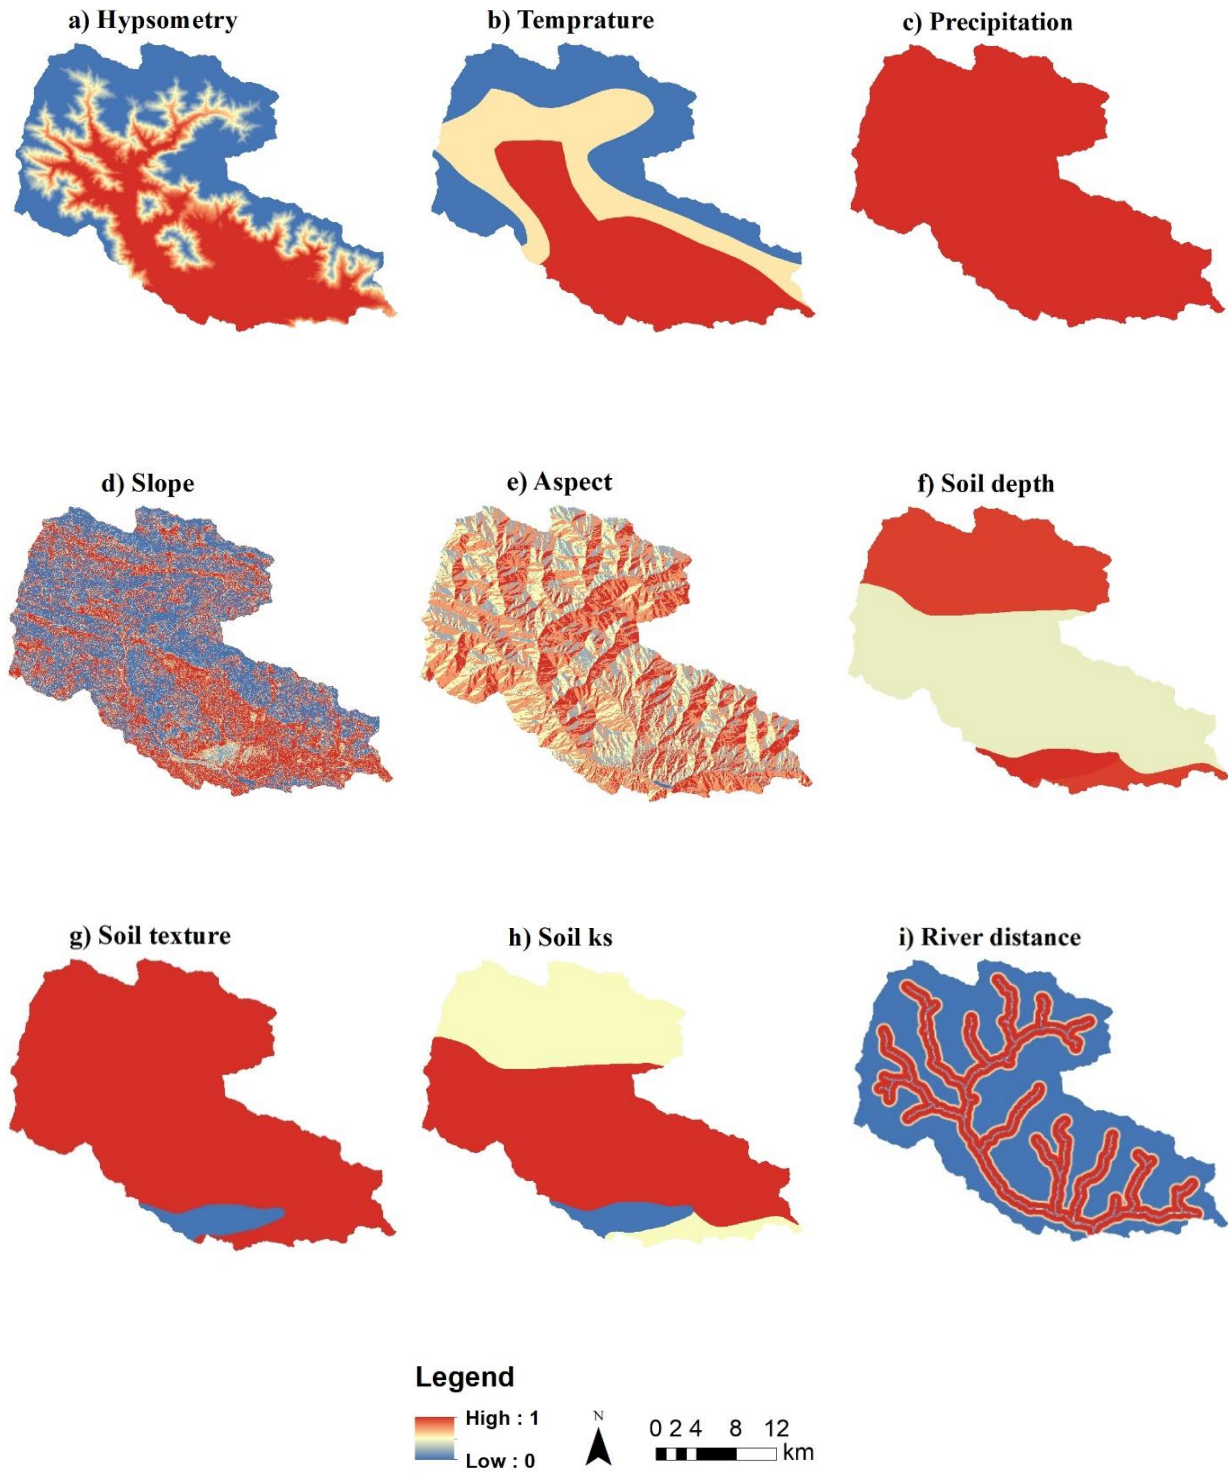 a) Hypsometry
b) Temprature
c) Precipitation
d) Slope
e) Aspect
f) Soil depth
g) Soil texture
h) Soil ks
i) River distance
Legend
High : 1
Low : 0
N
0 2 4 8 12
km